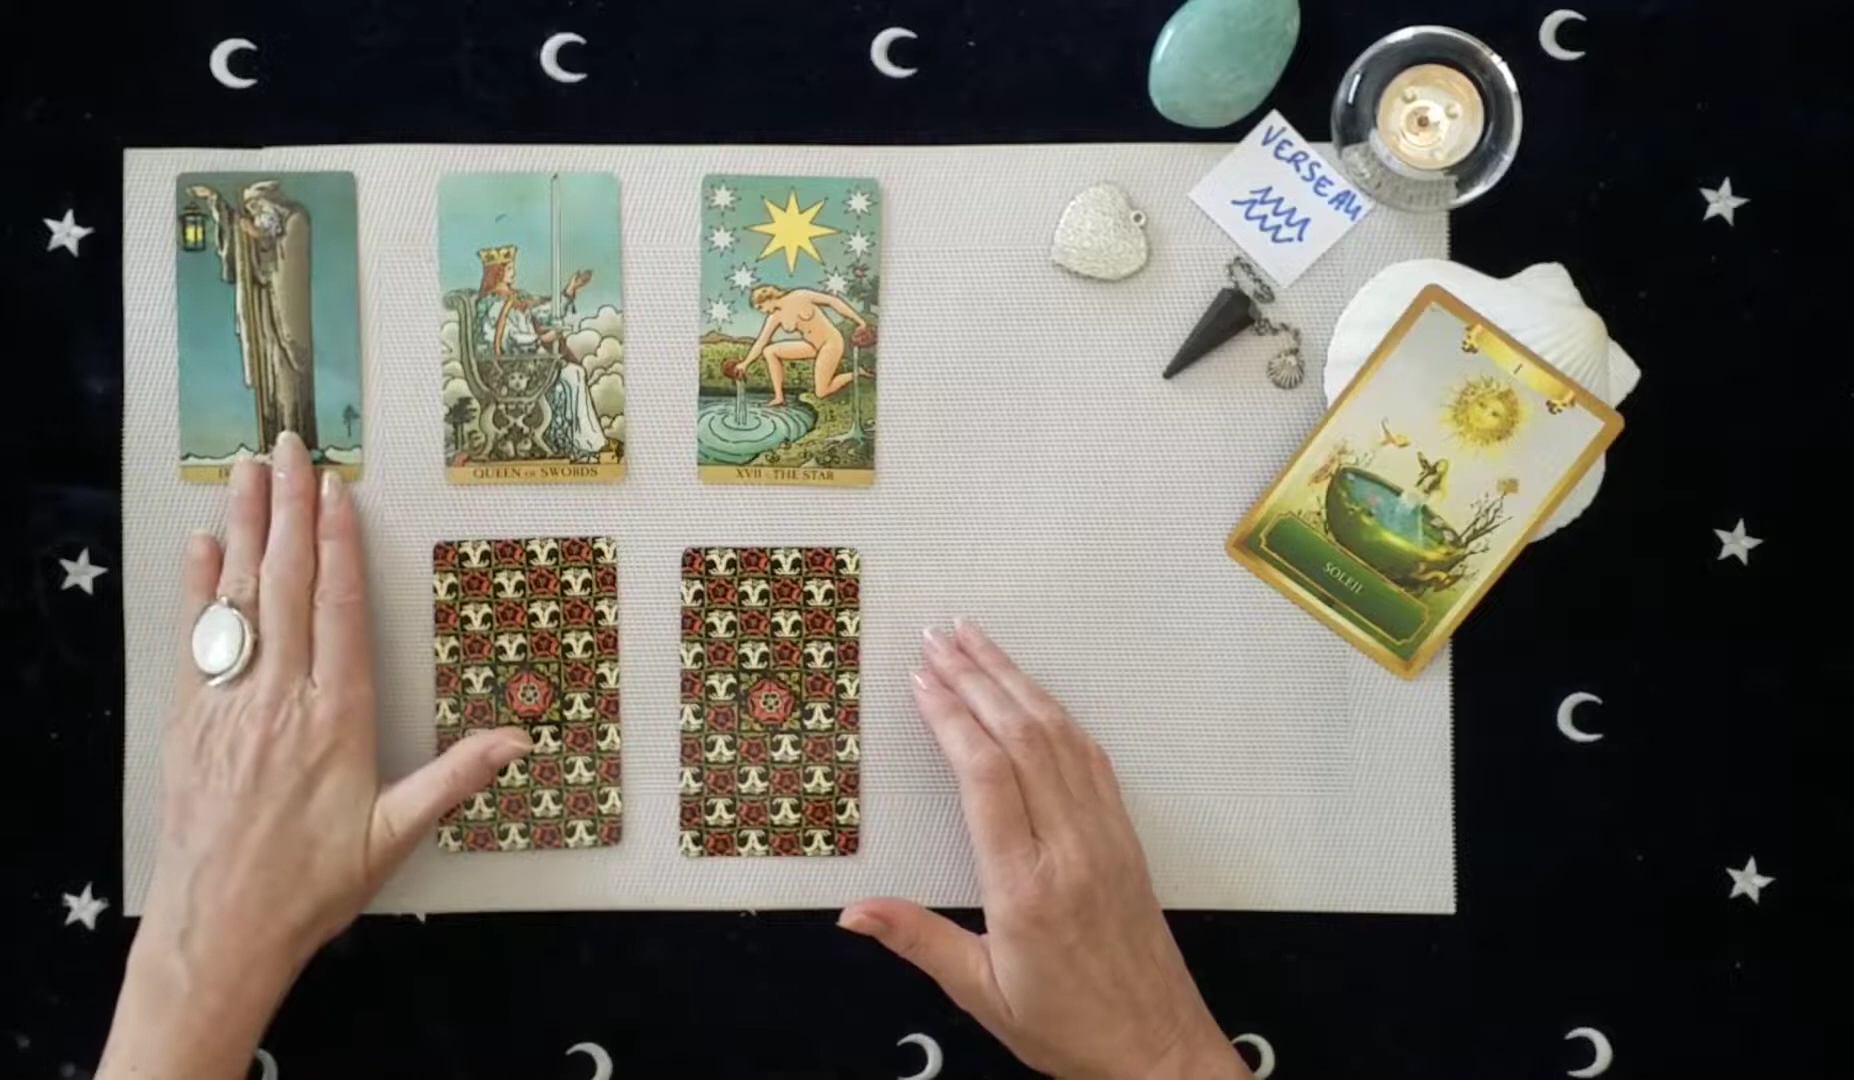 QUEEN OF SWORDS
XVII · THE STAR
VERSEAU
I
SOLEIL